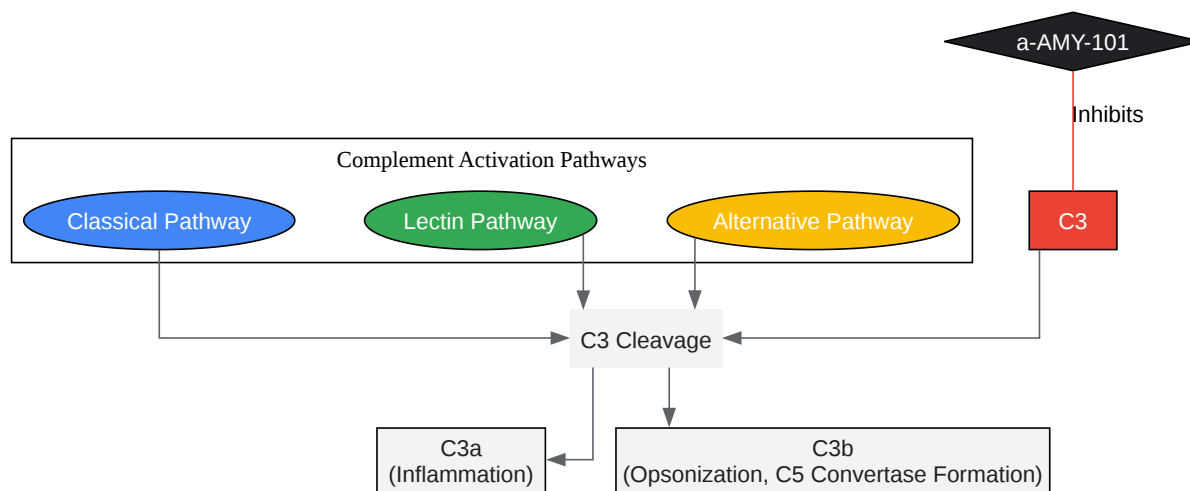 a-AMY-101
Inhibits
Complement Activation Pathways
Classical Pathway
Lectin Pathway
Alternative Pathway
C3
C3 Cleavage
C3a
(Inflammation)
C3b
(Opsonization, C5 Convertase Formation)